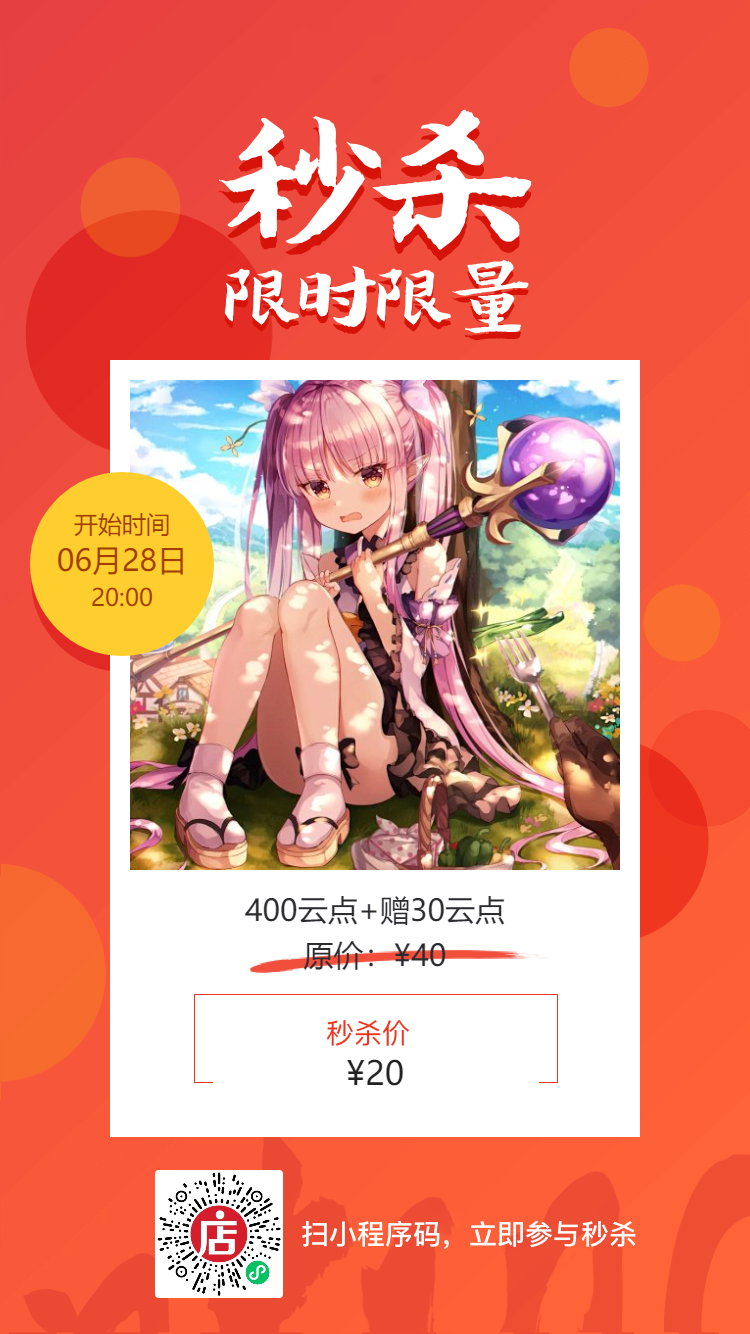 秒杀
限时限量
开始时间
06月28日
20:00
400云点+赠30云点
原价：¥40
秒杀价
¥20
店
扫小程序码，立即参与秒杀